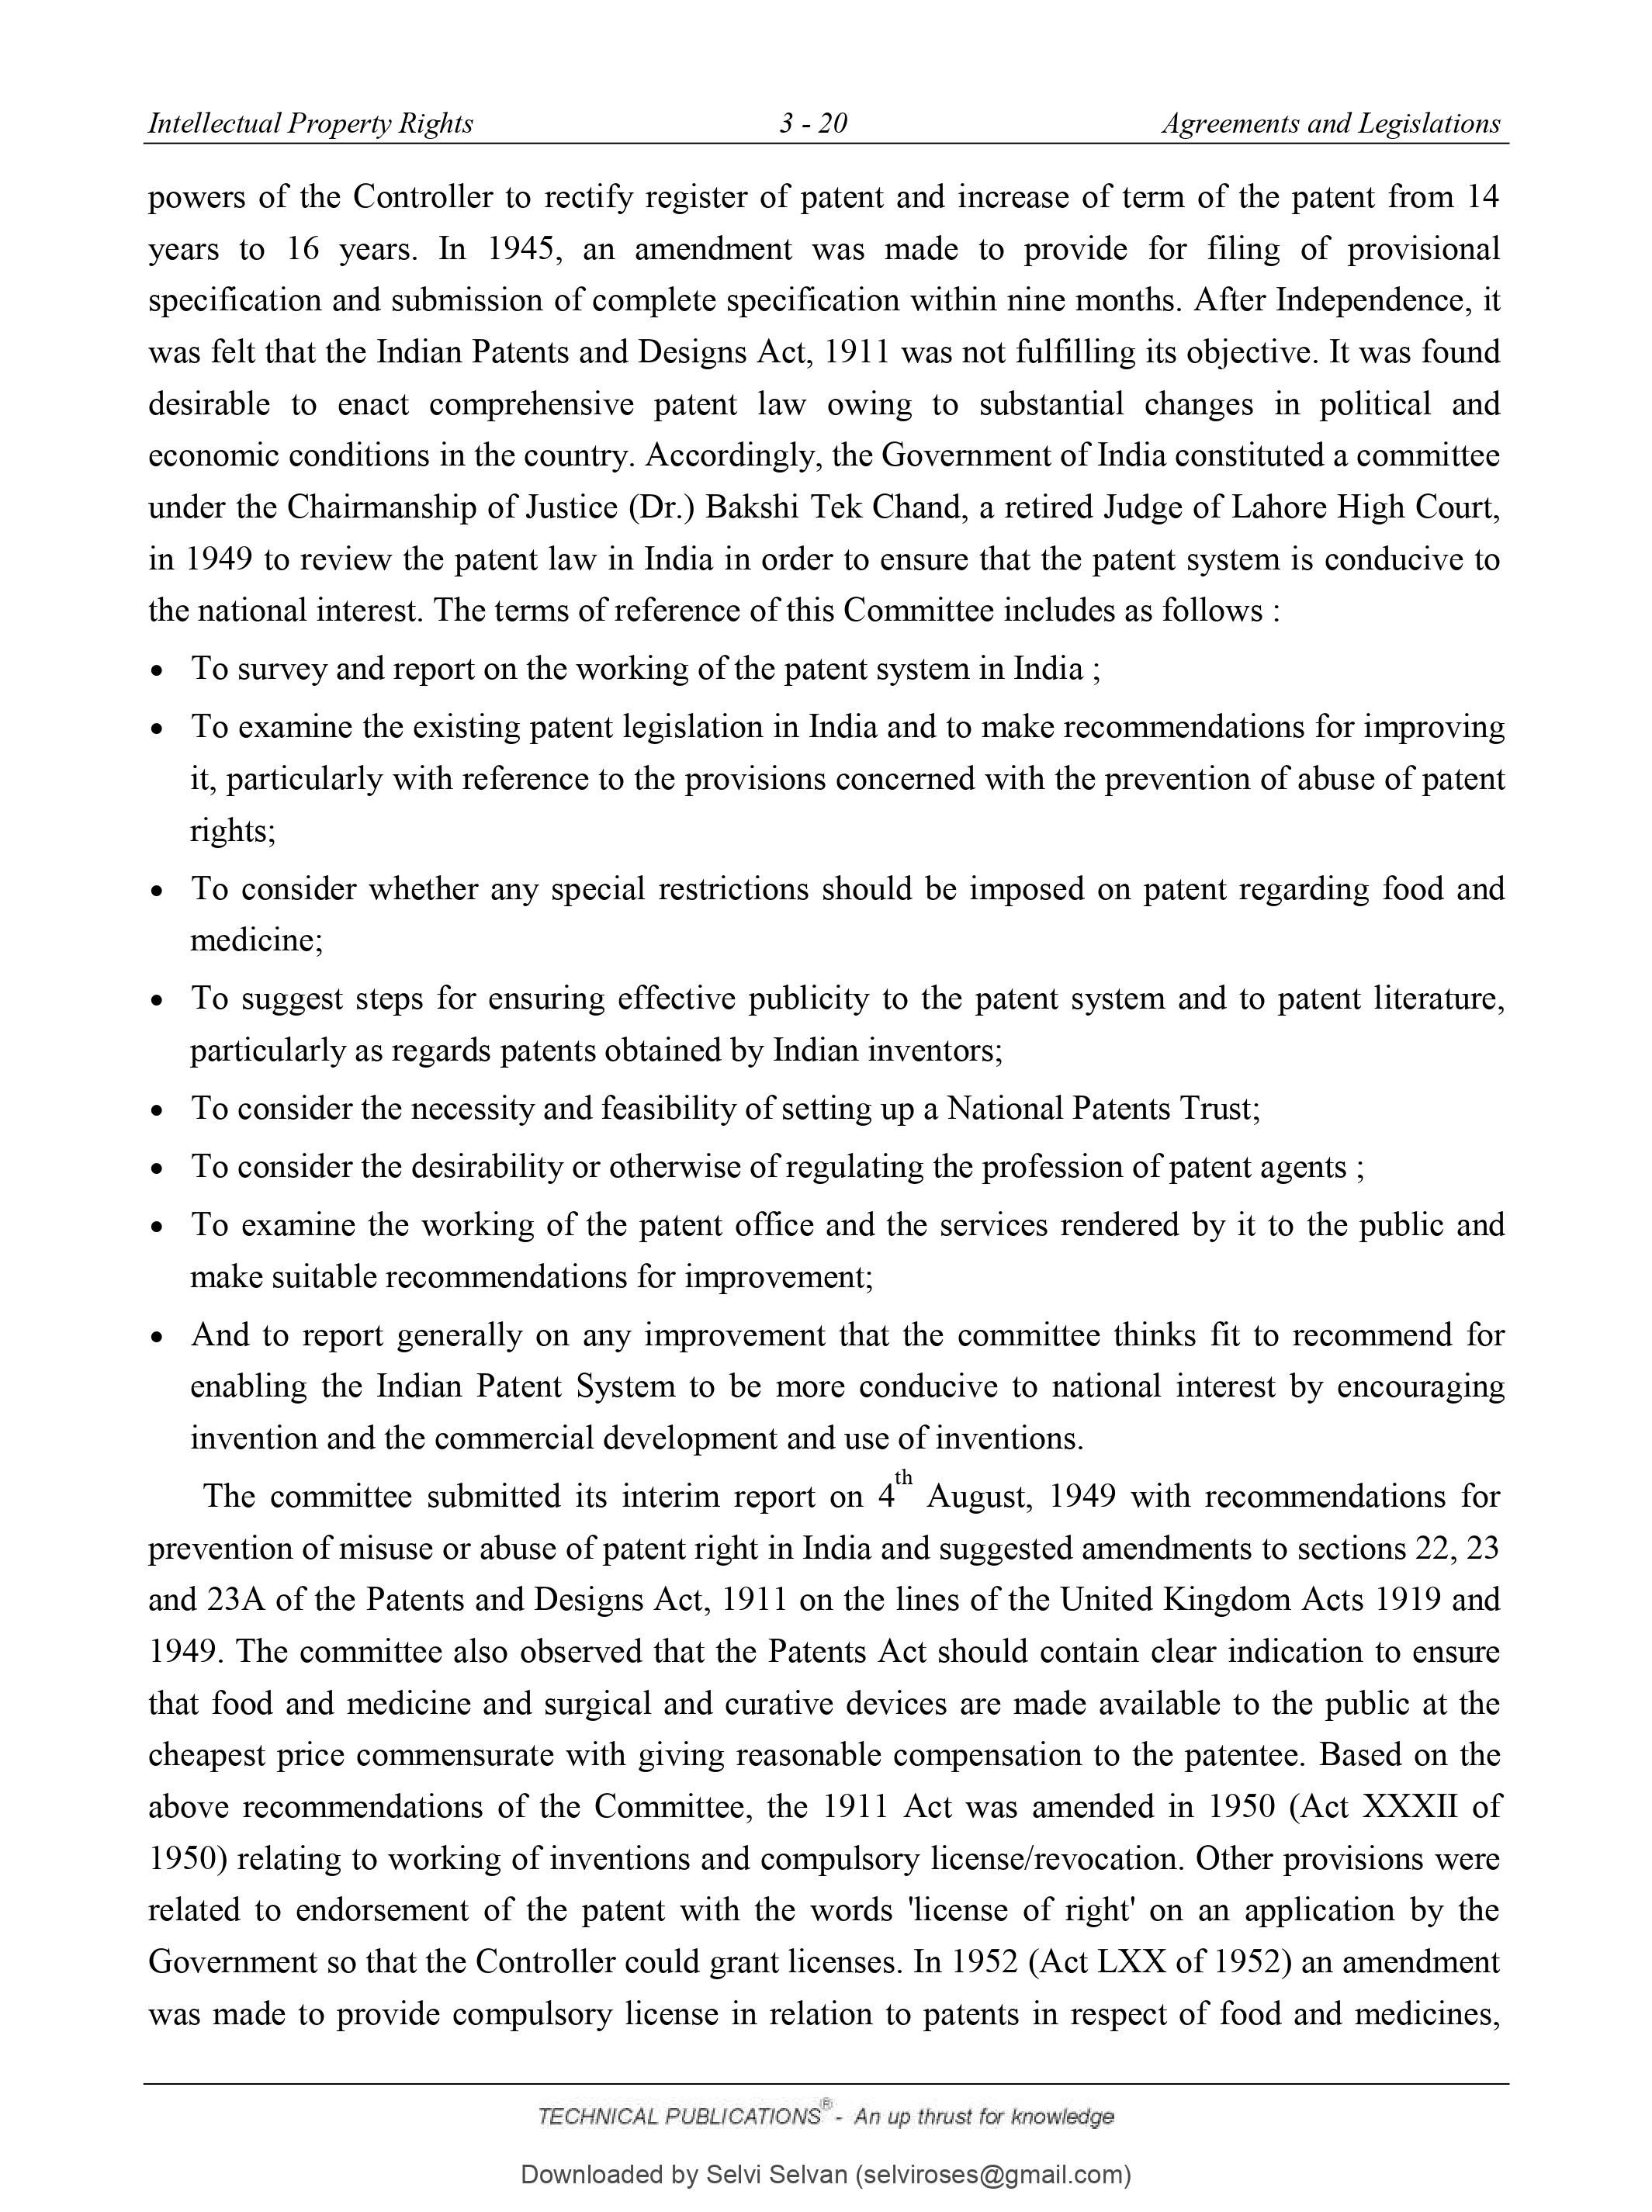 Intellectual Property Rights 3 - 20 Agreements and Legislations
powers of the Controller to rectify register of patent and increase of term of the patent from 14
years to 16 years. In 1945, an amendment was made to provide for filing of provisional
specification and submission of complete specification within nine months. After Independence, it
was felt that the Indian Patents and Designs Act, 1911 was not fulfilling its objective. It was found
desirable to enact comprehensive patent law owing to substantial changes in political and
economic conditions in the country. Accordingly, the Government of India constituted a committee
under the Chairmanship of Justice (Dr.) Bakshi Tek Chand, a retired Judge of Lahore High Court,
in 1949 to review the patent law in India in order to ensure that the patent system is conducive to
the national interest. The terms of reference of this Committee includes as follows :
• To survey and report on the working of the patent system in India ;
• To examine the existing patent legislation in India and to make recommendations for improving
it, particularly with reference to the provisions concerned with the prevention of abuse of patent
rights;
• To consider whether any special restrictions should be imposed on patent regarding food and
medicine;
• To suggest steps for ensuring effective publicity to the patent system and to patent literature,
particularly as regards patents obtained by Indian inventors;
• To consider the necessity and feasibility of setting up a National Patents Trust;
• To consider the desirability or otherwise of regulating the profession of patent agents ;
• To examine the working of the patent office and the services rendered by it to the public and
make suitable recommendations for improvement;
• And to report generally on any improvement that the committee thinks fit to recommend for
enabling the Indian Patent System to be more conducive to national interest by encouraging
invention and the commercial development and use of inventions.
The committee submitted its interim report on 4th August, 1949 with recommendations for
prevention of misuse or abuse of patent right in India and suggested amendments to sections 22, 23
and 23A of the Patents and Designs Act, 1911 on the lines of the United Kingdom Acts 1919 and
1949. The committee also observed that the Patents Act should contain clear indication to ensure
that food and medicine and surgical and curative devices are made available to the public at the
cheapest price commensurate with giving reasonable compensation to the patentee. Based on the
above recommendations of the Committee, the 1911 Act was amended in 1950 (Act XXXII of
1950) relating to working of inventions and compulsory license/revocation. Other provisions were
related to endorsement of the patent with the words 'license of right' on an application by the
Government so that the Controller could grant licenses. In 1952 (Act LXX of 1952) an amendment
was made to provide compulsory license in relation to patents in respect of food and medicines,
TECHNICAL PUBLICATIONS® - An up thrust for knowledge
Downloaded by Selvi Selvan (selviroses@gmail.com)